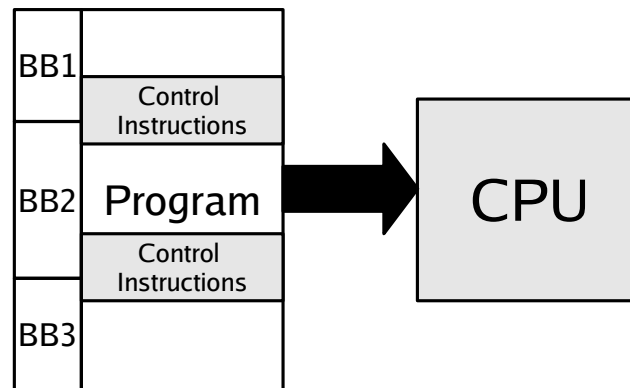 BB1
Control
Instructions
BB2
Program
CPU
Control
Instructions
BB3